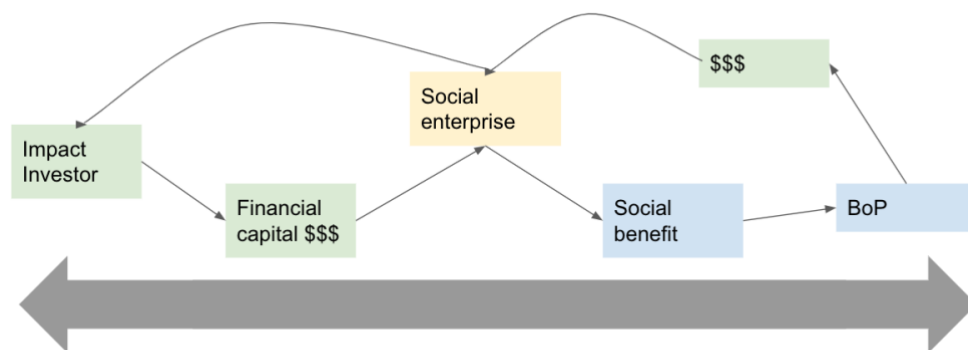 Impact
Investor
Financial
capital $$$
Social
enterprise
Social
benefit
BoP
$$$